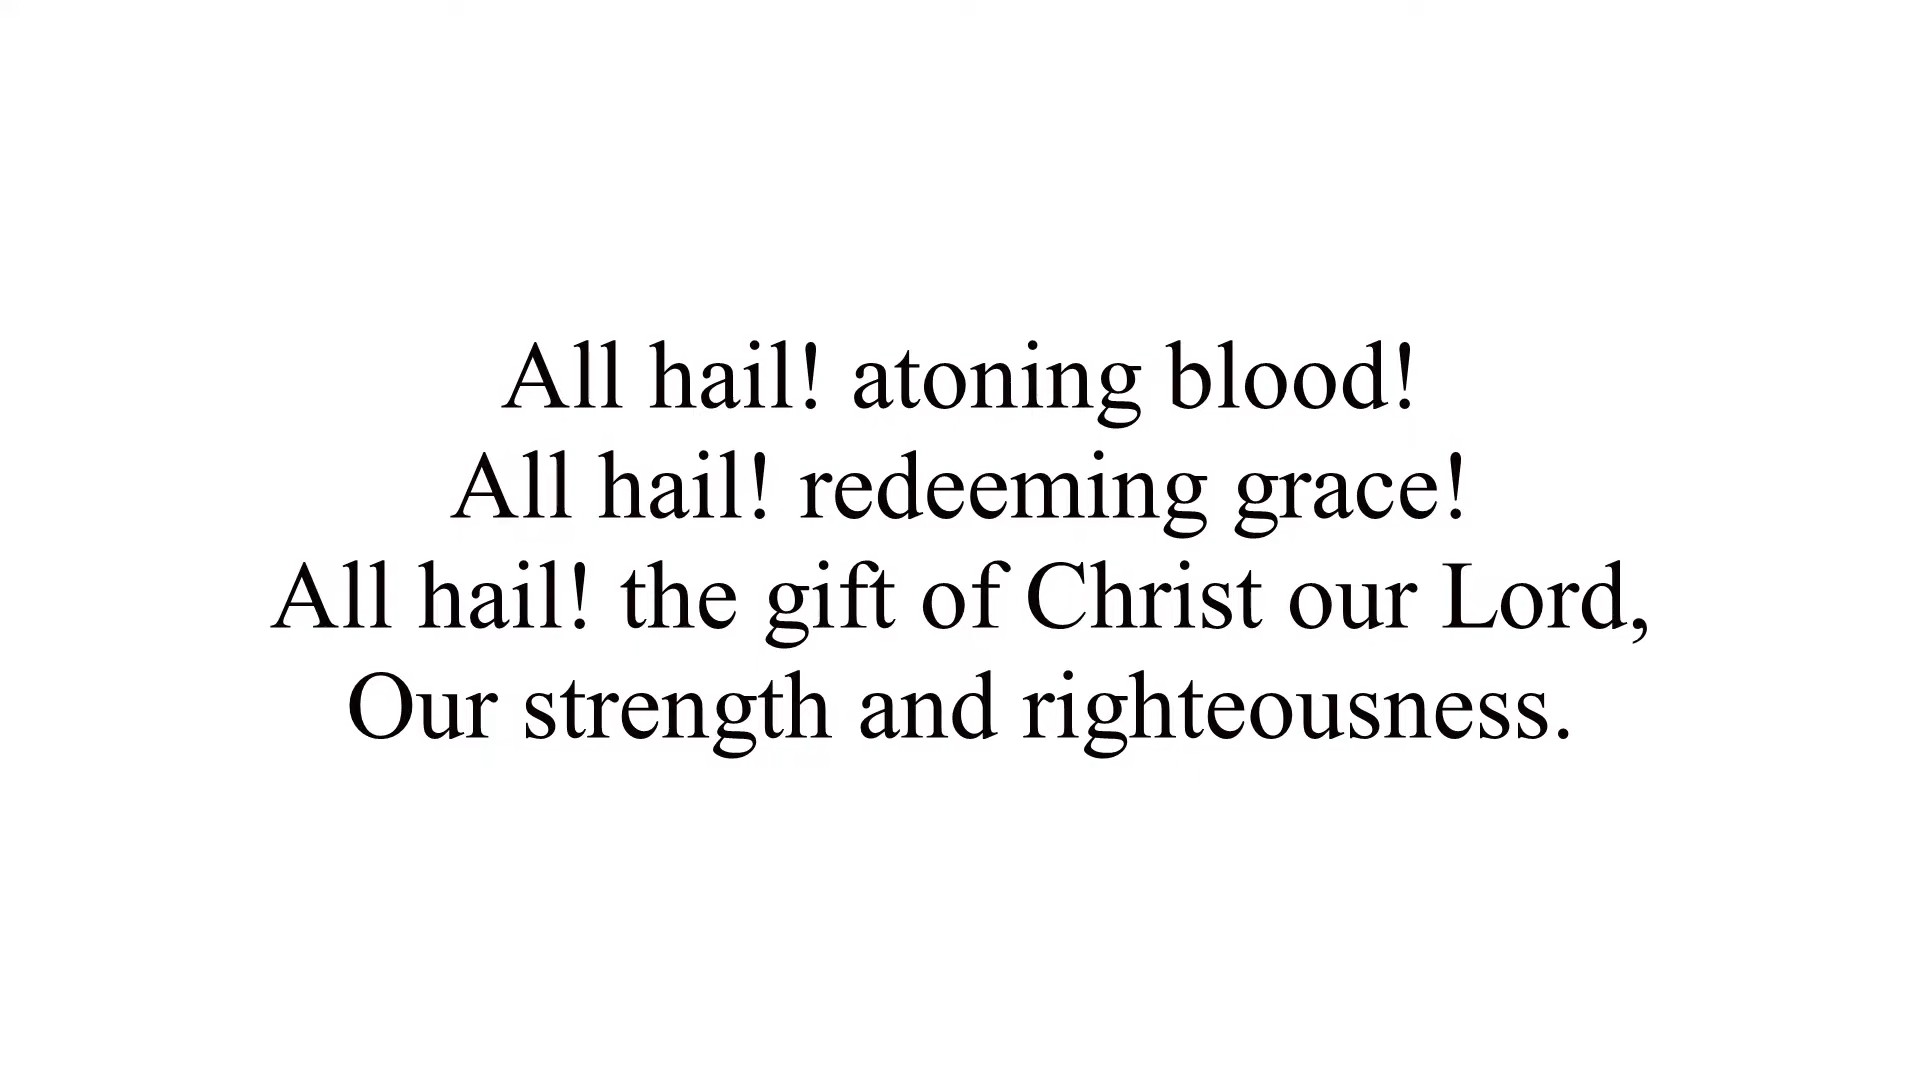 All hail! atoning blood!
All hail! redeeming grace!
All hail! the gift of Christ our Lord,
Our strength and righteousness.